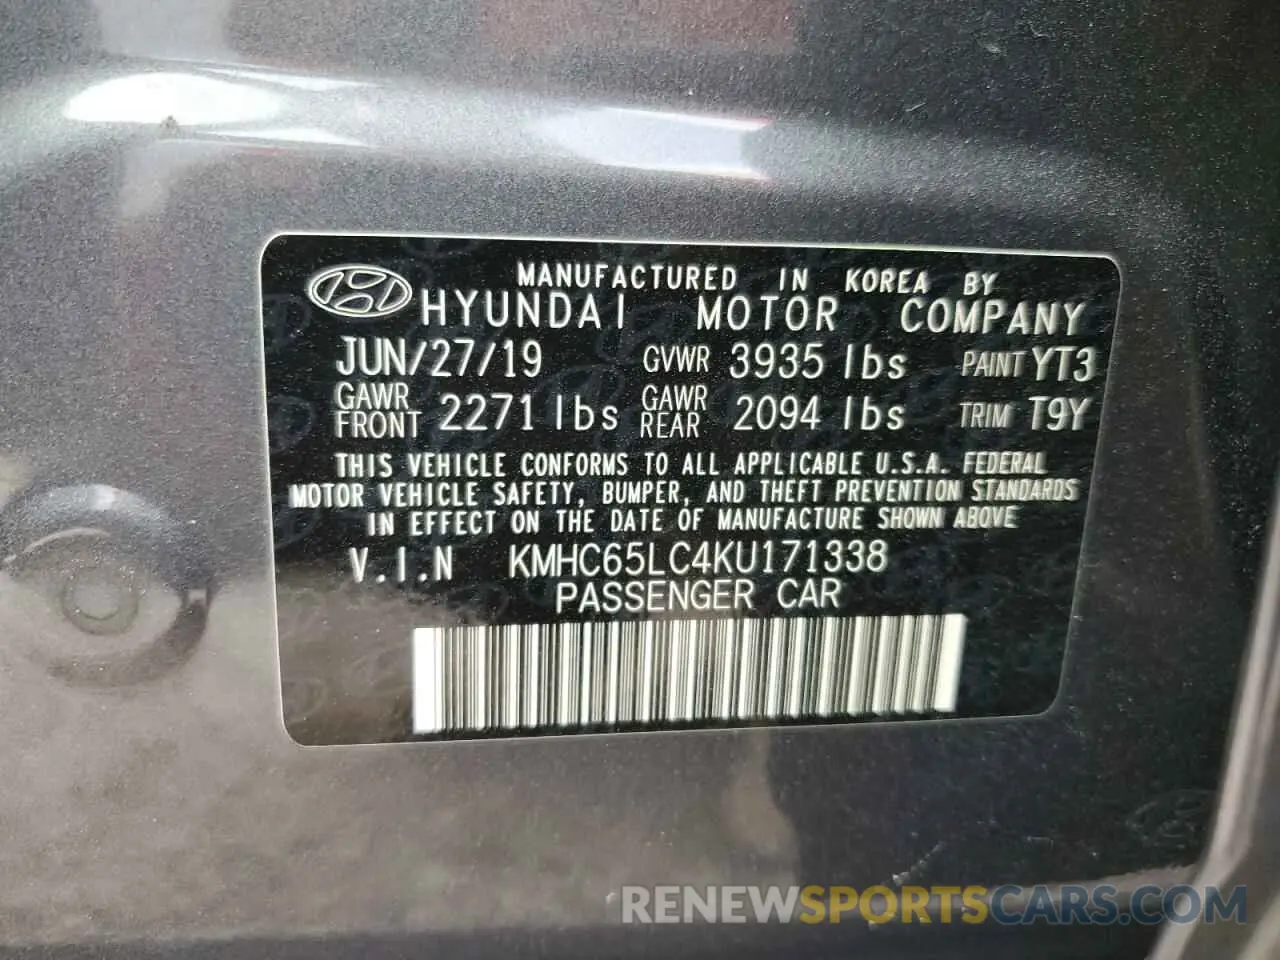 MANUFACTURED IN KOREA BY
HYUNDAI MOTOR COMPANY
JUN/27/19 GVWR 3935 lbs PAINT YT3
GAWR FRONT 2271 lbs GAWR REAR 2094 lbs TRIM T9Y
THIS VEHICLE CONFORMS TO ALL APPLICABLE U.S.A. FEDERAL
MOTOR VEHICLE SAFETY, BUMPER, AND THEFT PREVENTION STANDARDS
IN EFFECT ON THE DATE OF MANUFACTURE SHOWN ABOVE
V.I.N KMHC65LC4KU171338
PASSENGER CAR
RENEWSPORTSCARS.COM